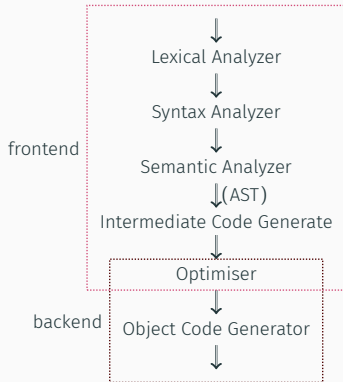 Lexical Analyzer
Syntax Analyzer
frontend
Semantic Analyzer
(AST)
Intermediate Code Generate
Optimiser
backend
Object Code Generator